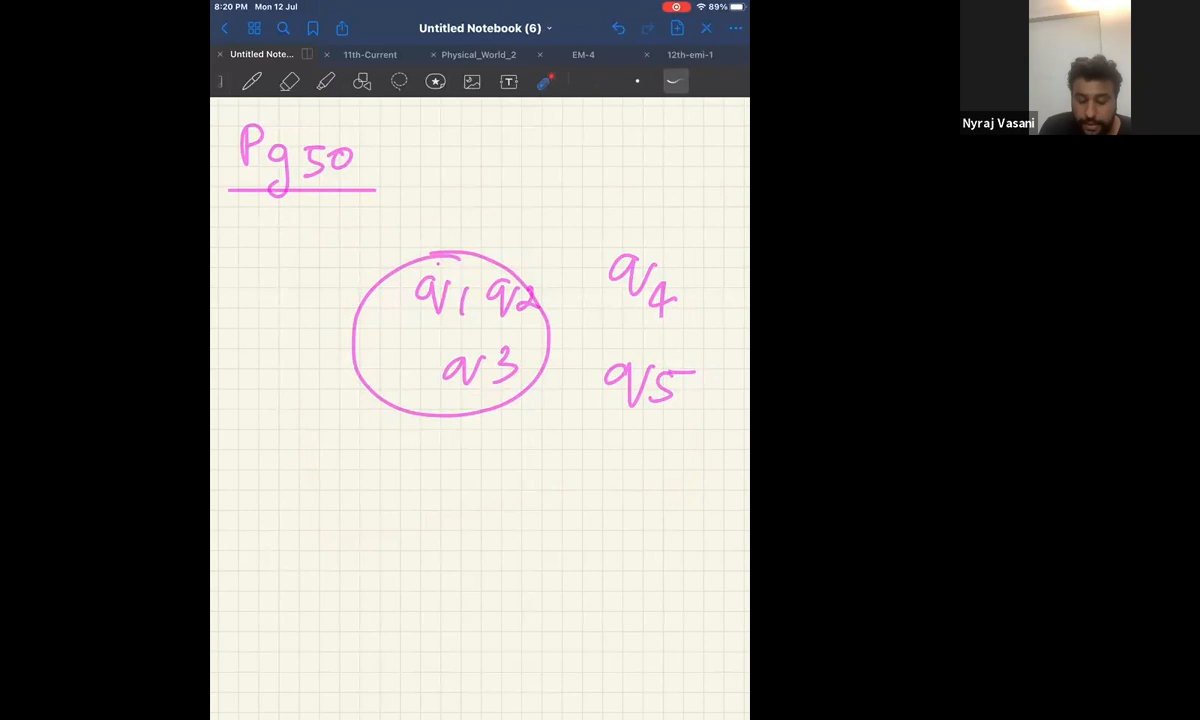 8:20 PM Mon 12 Jul
89%
Untitled Notebook (6)
Untitled Note...
11th-Current
Physical_World_2
EM-4
12th-emi-1
Nyraj Vasani
Pg 50
q1 q2
q4
q3
q5